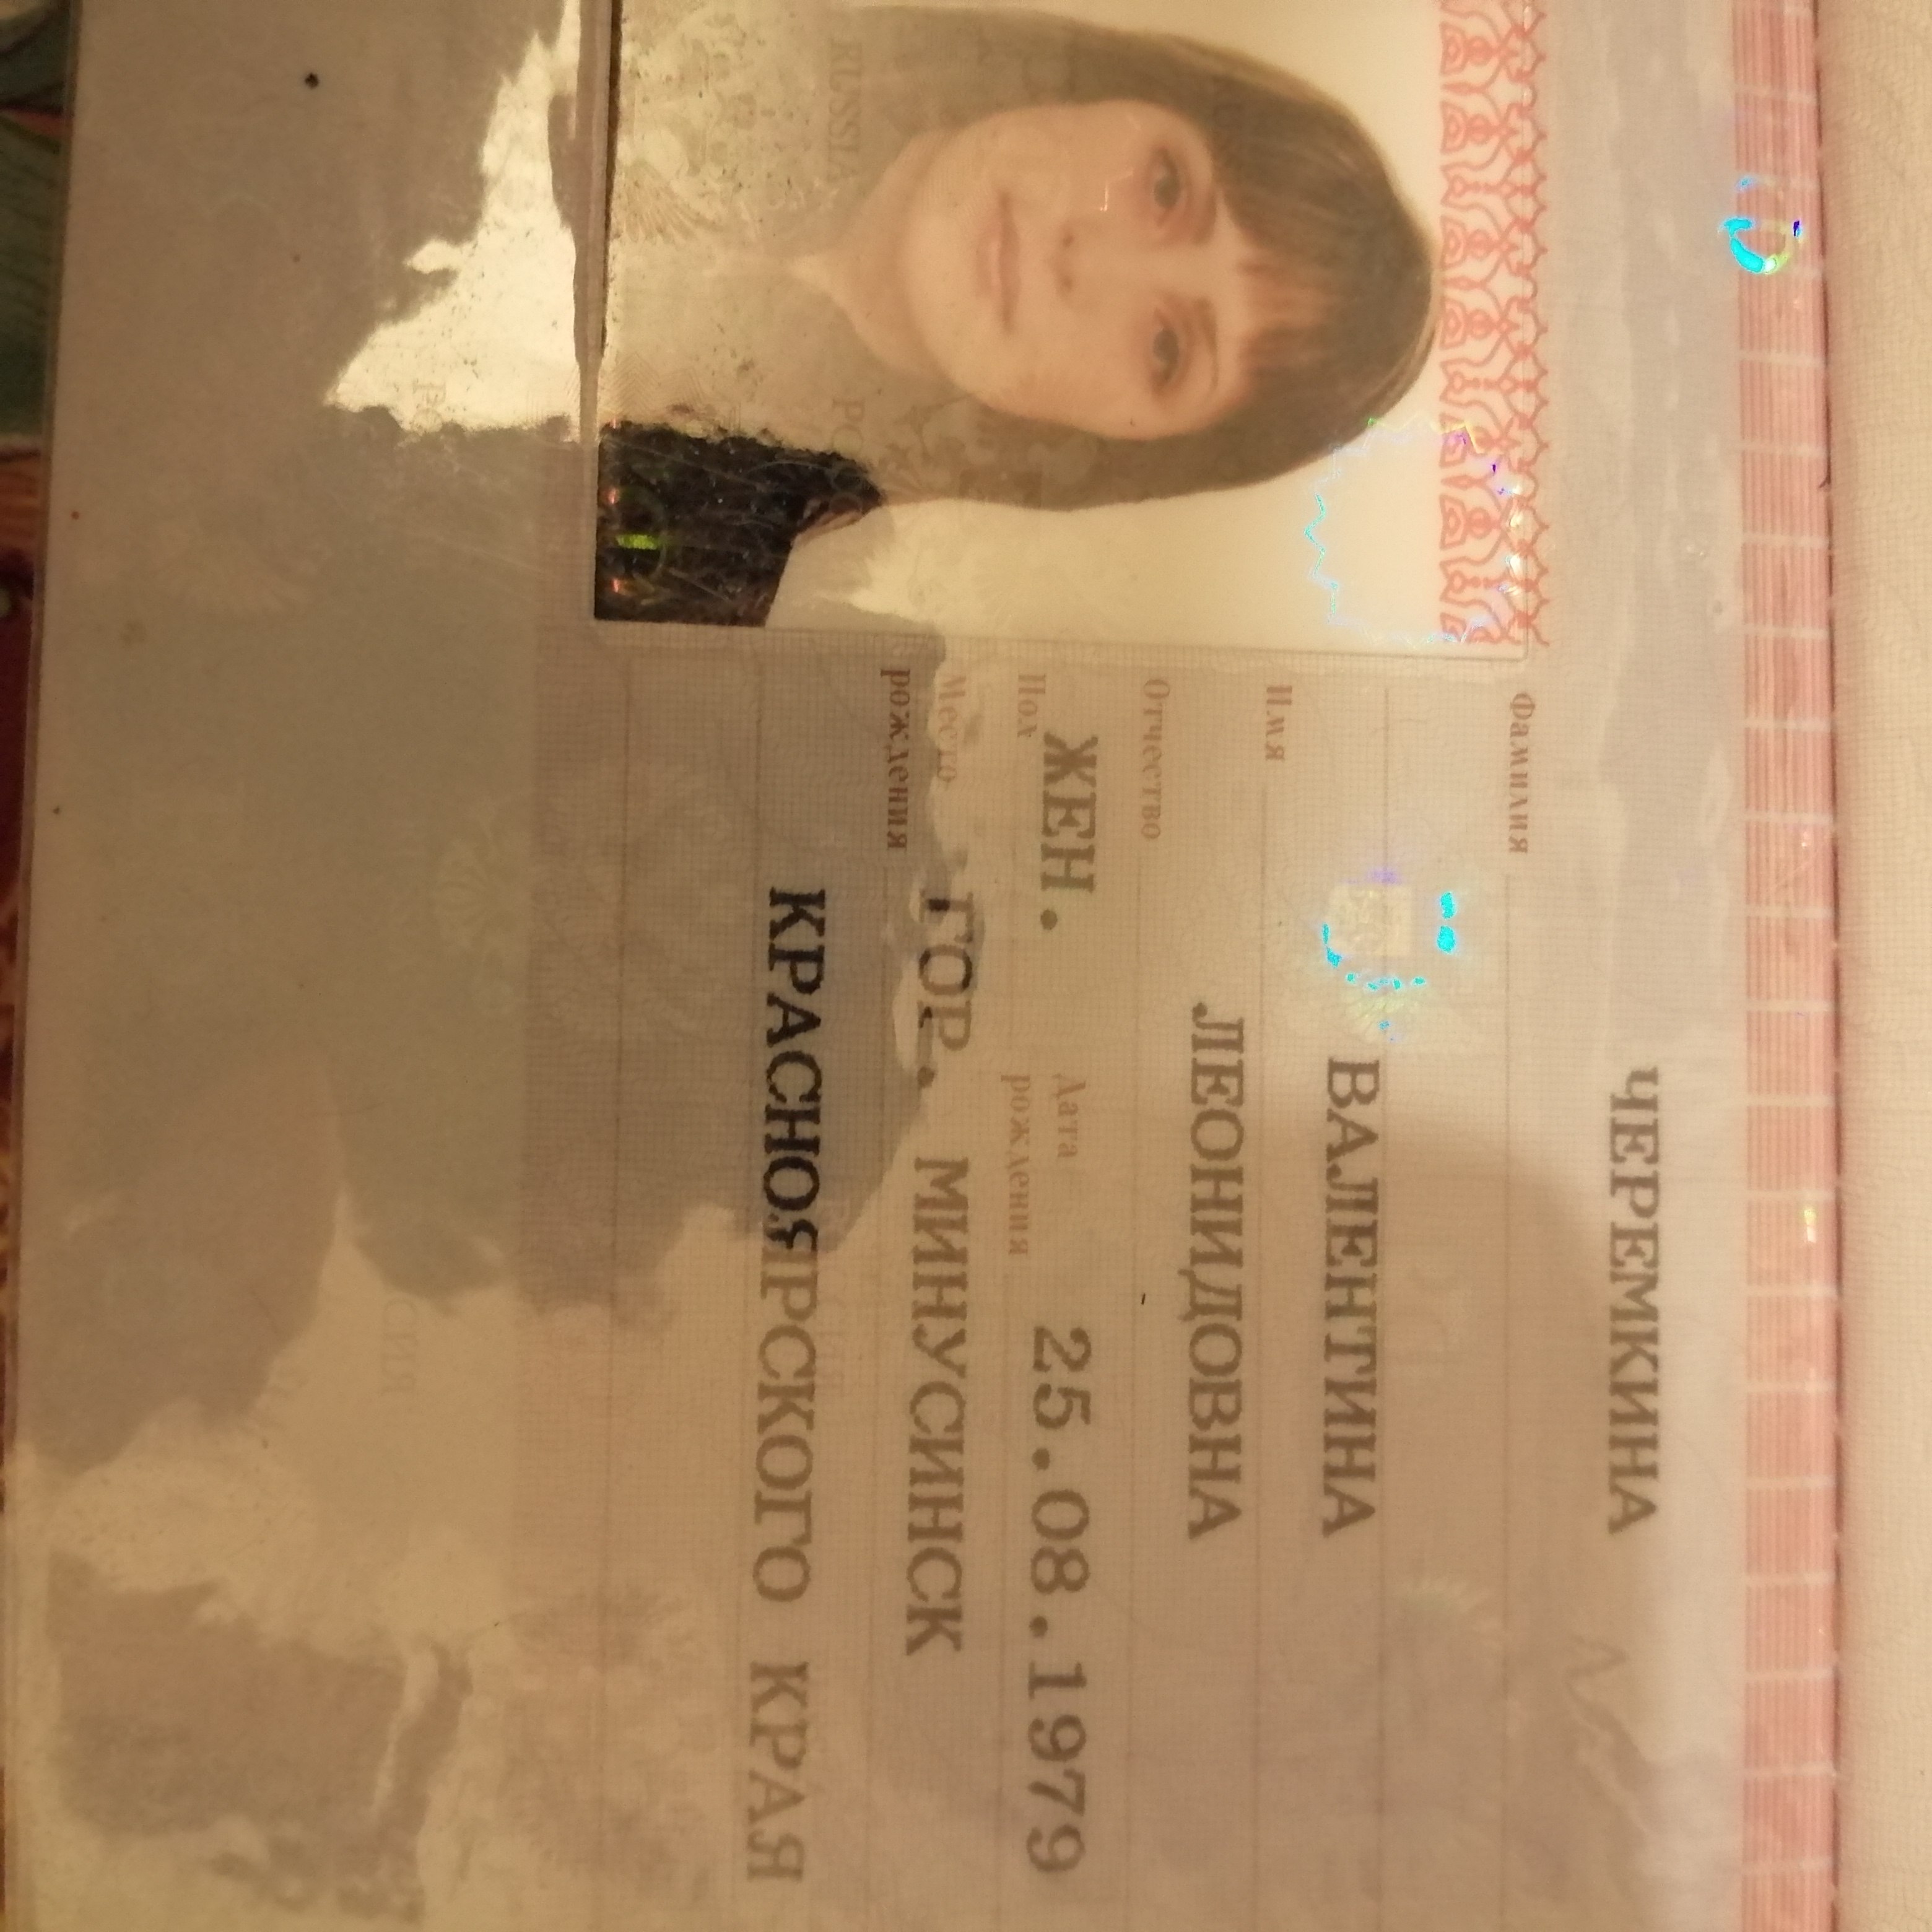 Фамилия
ЧЕРЕМКИНА
Имя
ВАЛЕНТИНА
Отчество
ЛЕОНИДОВНА
Пол ЖЕН. Дата рождения 25.08.1979
Место рождения ГОР. МИНУСИНСК
КРАСНОЯРСКОГО КРАЯ
RUSSIA